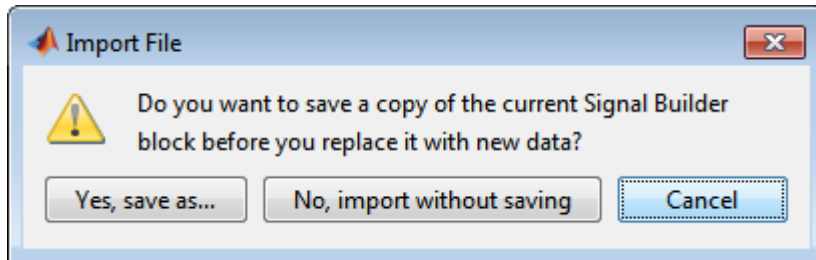 Import File
Do you want to save a copy of the current Signal Builder
block before you replace it with new data?
Yes, save as... No, import without saving Cancel